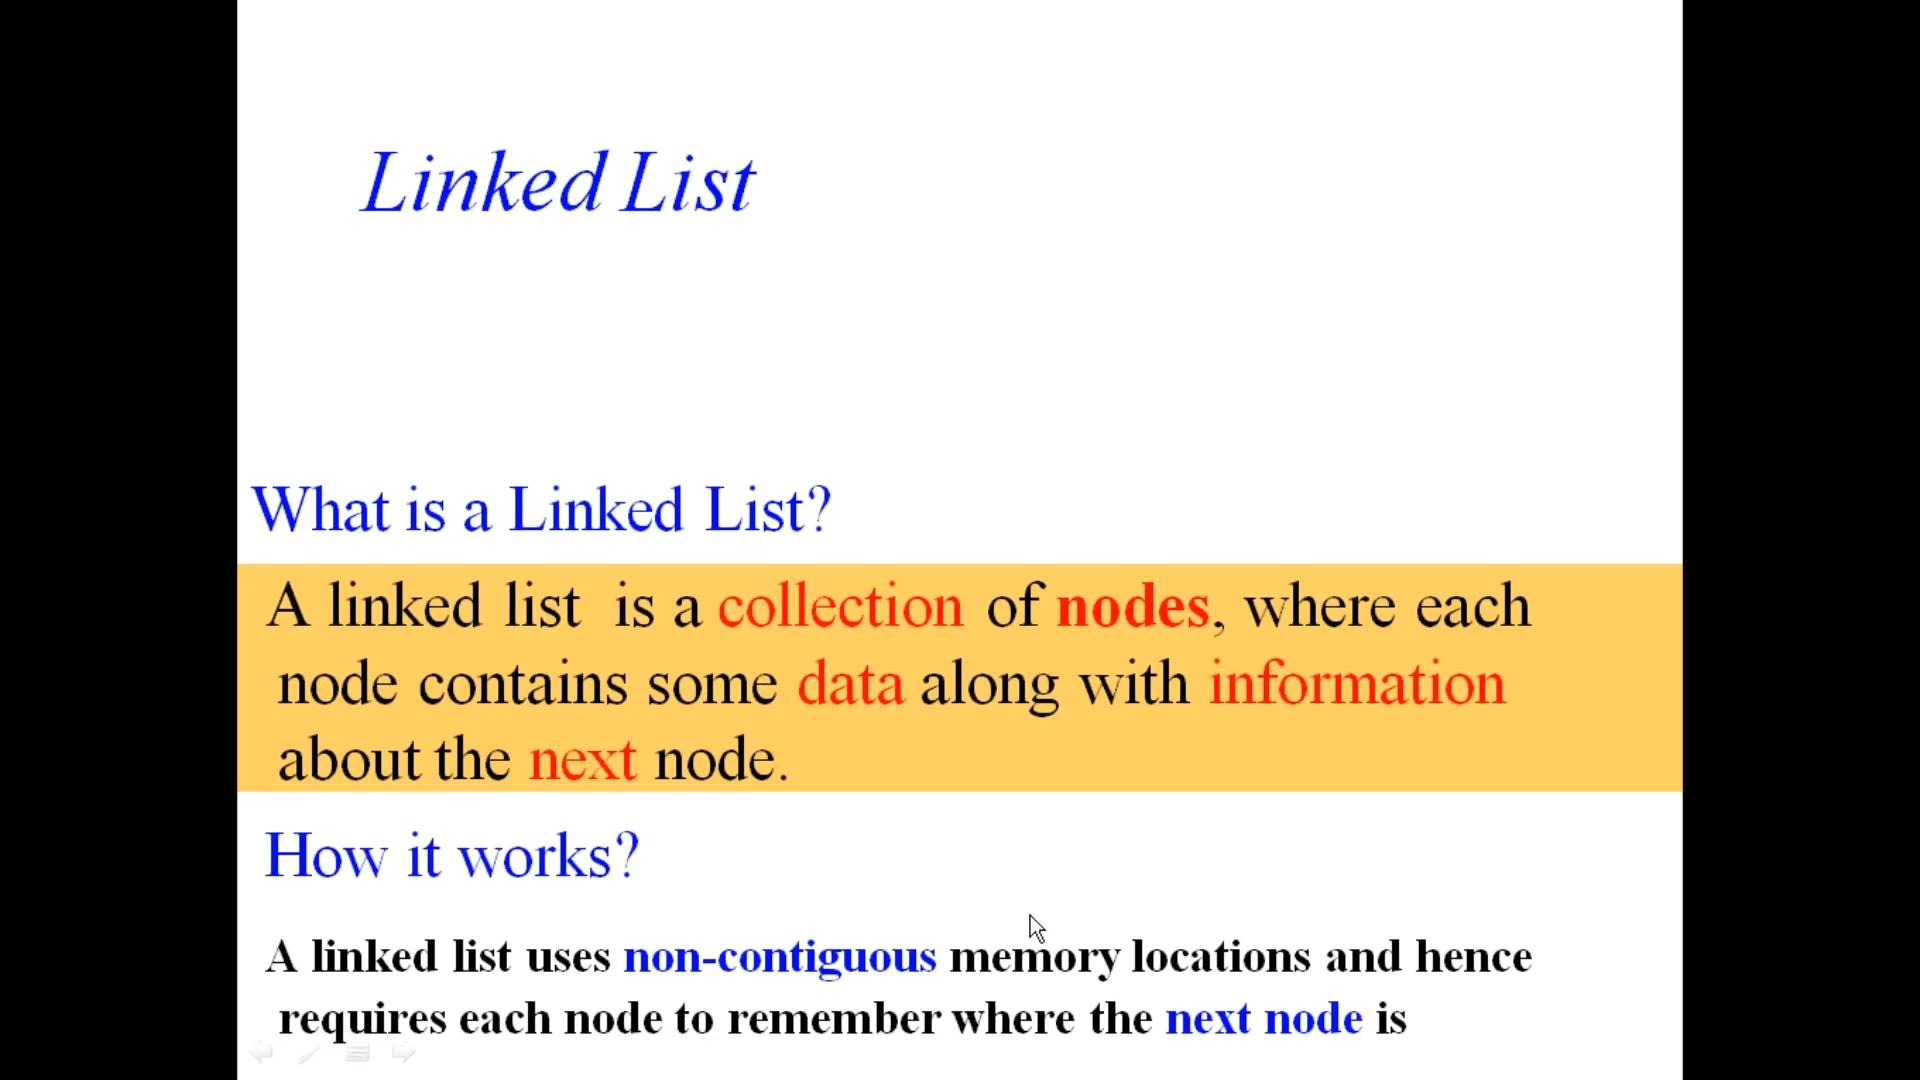 Linked List
What is a Linked List?
A linked list is a collection of nodes, where each
node contains some data along with information
about the next node.
How it works?
A linked list uses non-contiguous memory locations and hence
requires each node to remember where the next node is